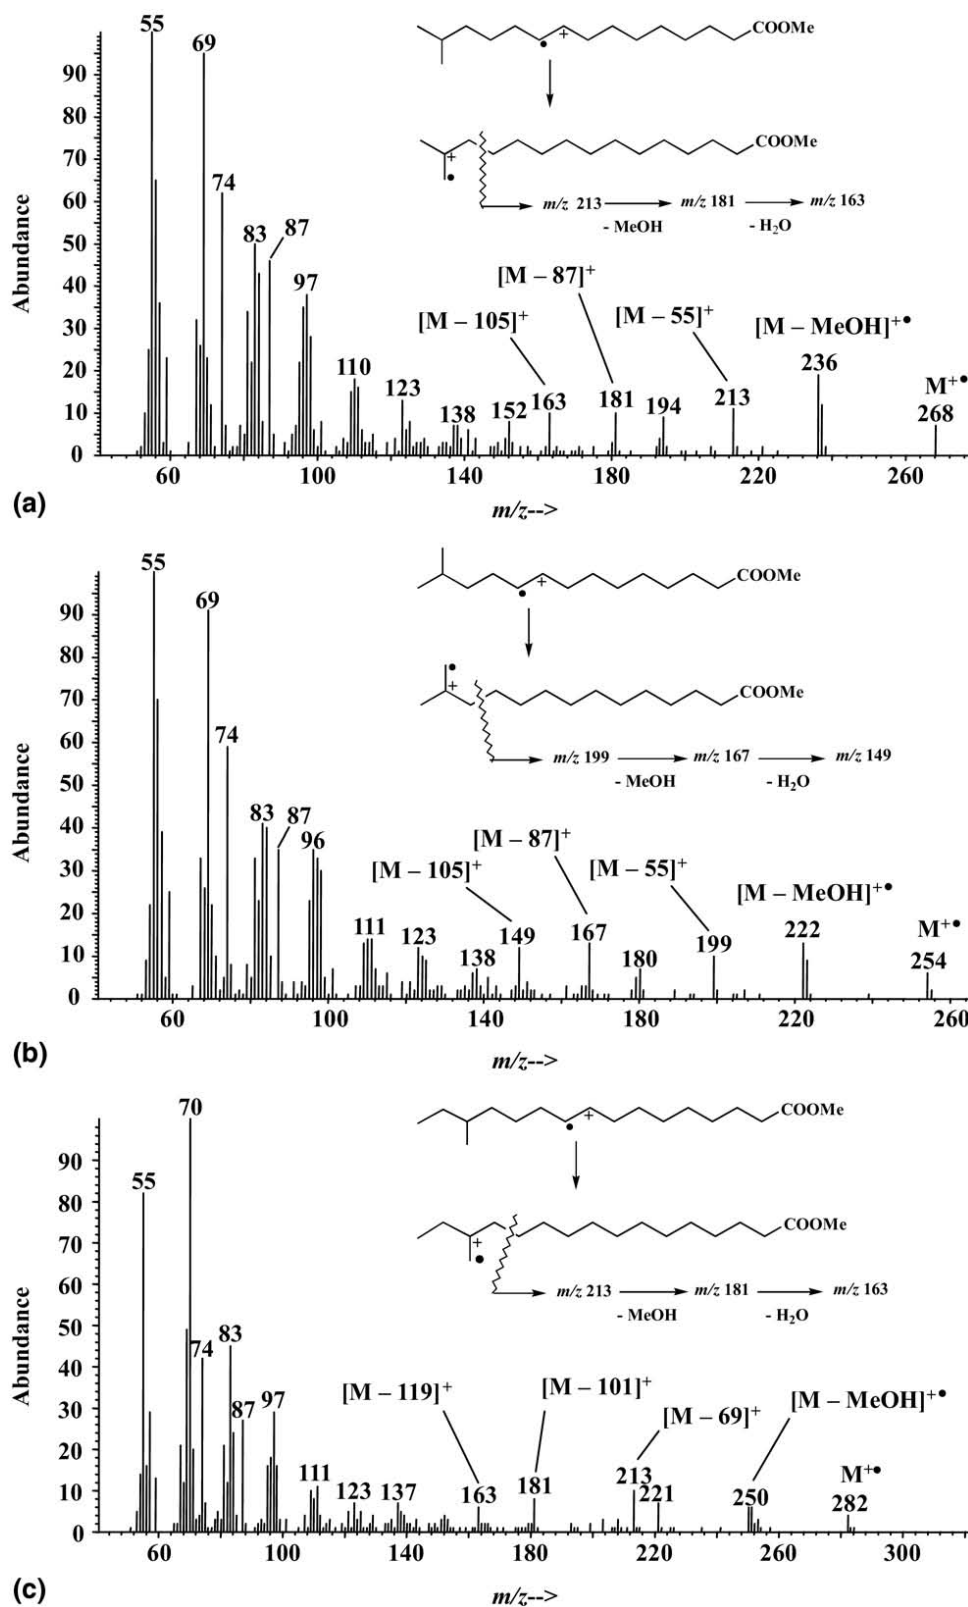 55
69
74
83
87
97
110
123
138
152
163
181
194
213
236
268
[M – 105]+
[M – 87]+
[M – 55]+
[M – MeOH]+•
M+•
COOMe
•
+
COOMe
+
•
m/z 213
- MeOH
m/z 181
- H2O
m/z 163
Abundance
90
80
70
60
50
40
30
20
10
0
60
100
140
180
220
260
(a)
m/z-->
55
69
74
83
87
96
111
123
138
149
167
180
199
222
254
[M – 105]+
[M – 87]+
[M – 55]+
[M – MeOH]+•
M+•
COOMe
+
•
•
+
COOMe
m/z 199
- MeOH
m/z 167
- H2O
m/z 149
Abundance
90
80
70
60
50
40
30
20
10
0
60
100
140
180
220
260
(b)
m/z-->
70
55
74
83
87
97
111
123
137
163
181
213
221
250
282
[M – 119]+
[M – 101]+
[M – 69]+
[M – MeOH]+•
M+•
COOMe
+
•
COOMe
+
•
m/z 213
- MeOH
m/z 181
- H2O
m/z 163
Abundance
90
80
70
60
50
40
30
20
10
0
60
100
140
180
220
260
300
(c)
m/z-->